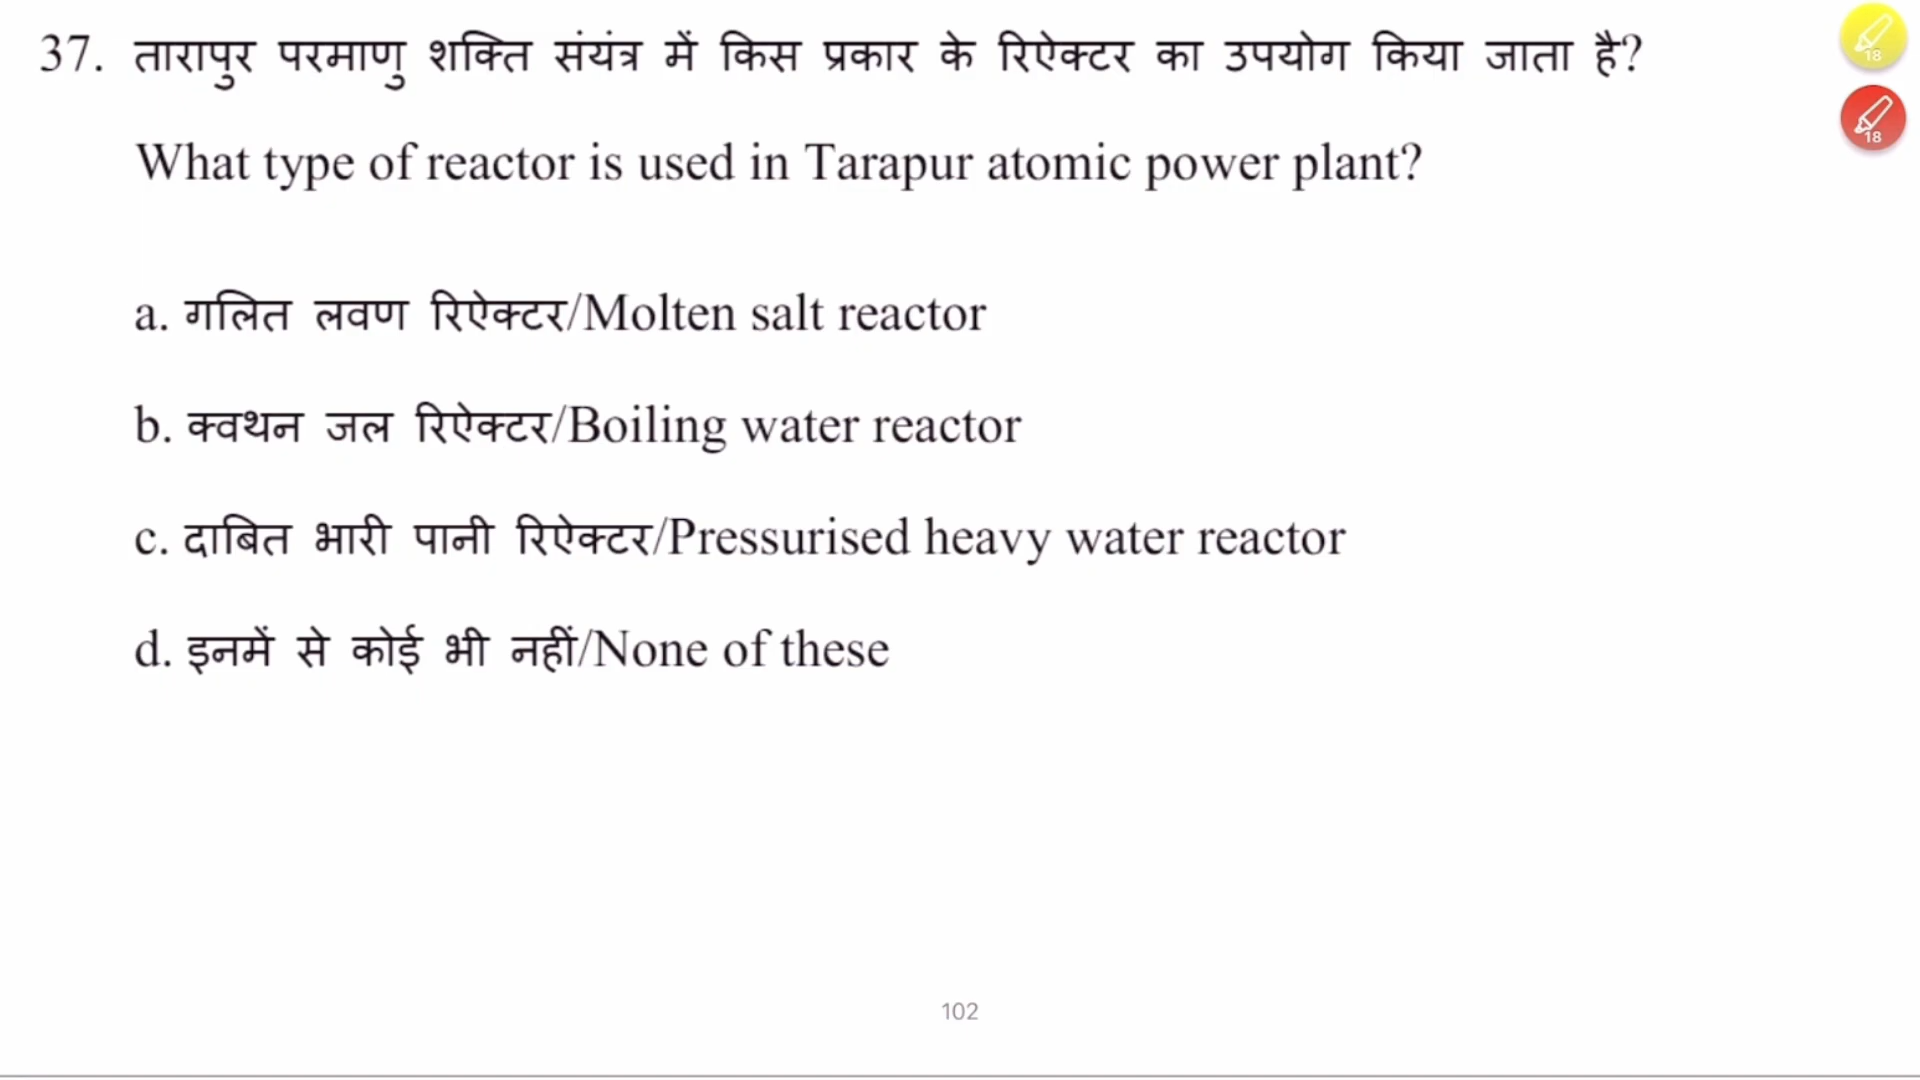 37. तारापुर परमाणु शक्ति संयंत्र में किस प्रकार के रिऐक्टर का उपयोग किया जाता है?
What type of reactor is used in Tarapur atomic power plant?
a. गलित लवण रिऐक्टर/Molten salt reactor
b. क्वथन जल रिऐक्टर/Boiling water reactor
c. दाबित भारी पानी रिऐक्टर/Pressurised heavy water reactor
d. इनमें से कोई भी नहीं/None of these
18
18
102